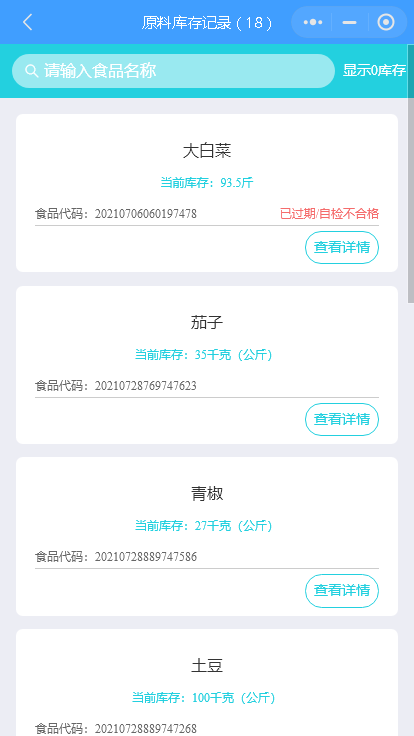 原料库存记录（18）
请输入食品名称
显示0库存
大白菜
当前库存：93.5斤
食品代码：20210706060197478 已过期/自检不合格
查看详情
茄子
当前库存：35千克（公斤）
食品代码：20210728769747623
查看详情
青椒
当前库存：27千克（公斤）
食品代码：20210728889747586
查看详情
土豆
当前库存：100千克（公斤）
食品代码：20210728889747268